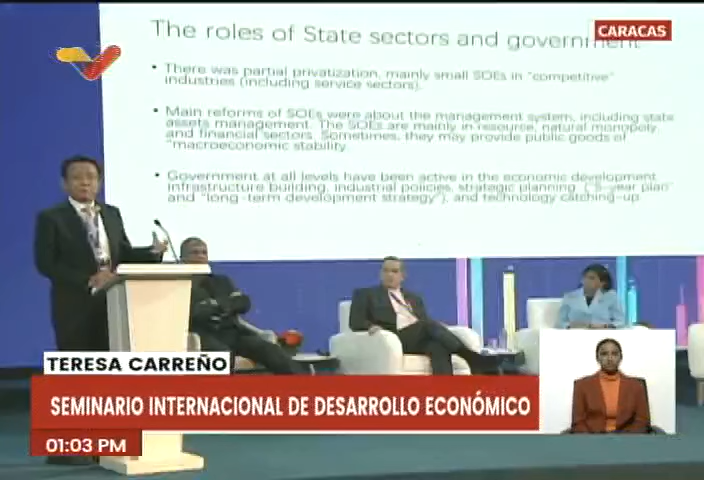 The roles of State sectors and government
CARACAS
• There was partial privatization, mainly small SOEs in "competitive"
industries (including service sectors).
• Main reforms of SOEs were about the management system, including state
assets management. The SOEs are mainly in resource, natural monopoly
and financial sectors. Sometimes, they may provide public goods of
"macroeconomic stability
• Government at all levels have been active in the economic development
infrastructure building, industrial policies, strategic planning ("5-year plan"
and "long-term development strategy"), and technology catching-up
TERESA CARREÑO
SEMINARIO INTERNACIONAL DE DESARROLLO ECONÓMICO
01:03 PM